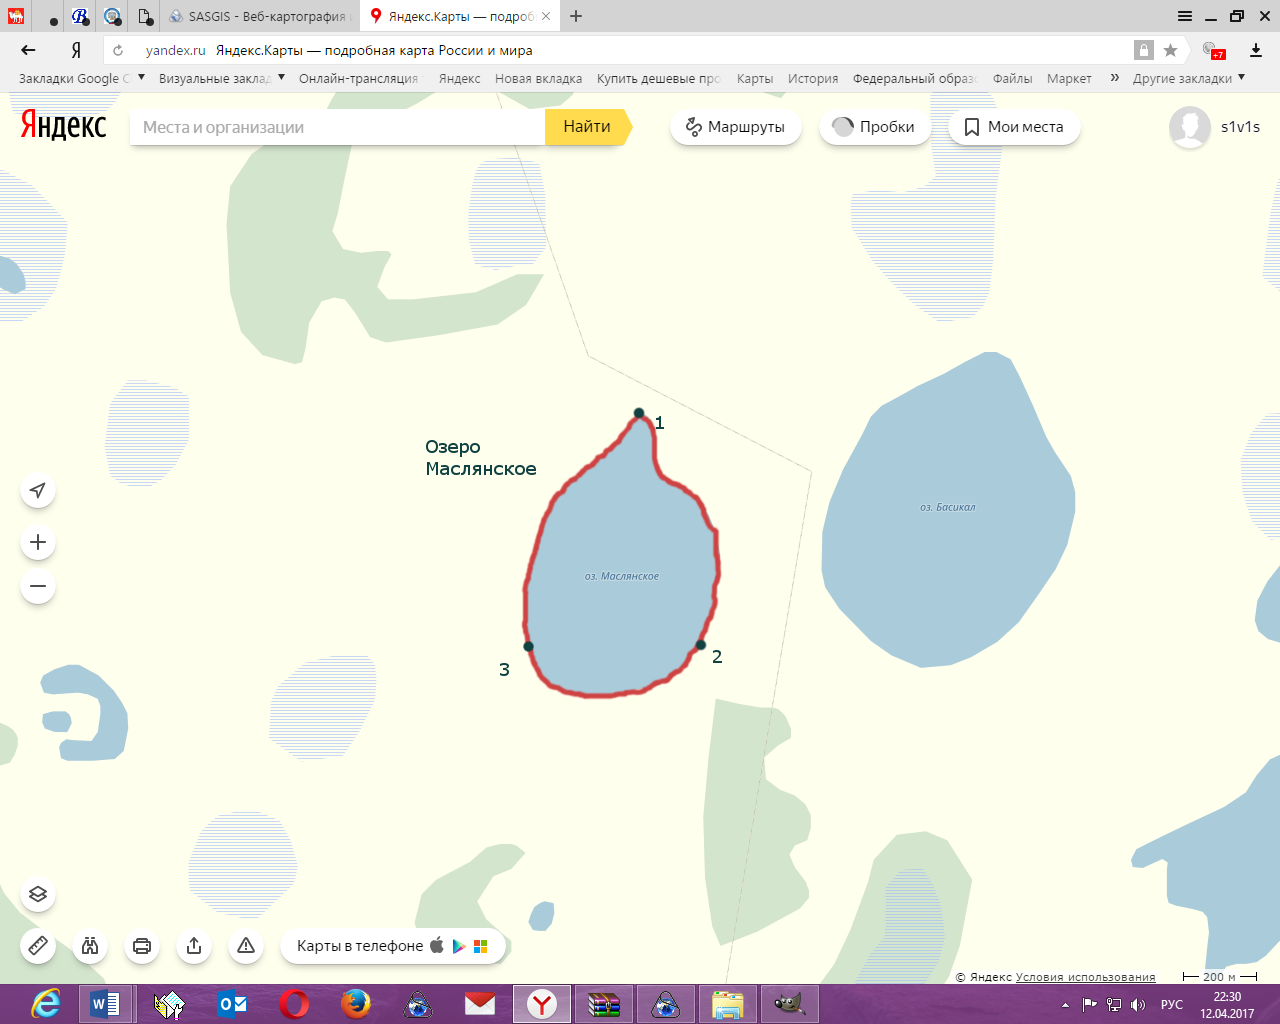 SASGIS - Веб-картография и
Яндекс.Карты — подроб
yandex.ru Яндекс.Карты — подробная карта России и мира
+7
Закладки Google C
Визуальные заклад
Онлайн-трансляция
Яндекс
Новая вкладка
Купить дешевые про
Карты
История
Федеральный образо
Файлы
Маркет
»
Другие закладки
Яндекс
Места и организации
Найти
Маршруты
Пробки
Мои места
s1v1s
1
Озеро
Маслянское
оз. Басикал
оз. Маслянское
2
3
Карты в телефоне
© Яндекс Условия использования
200 м
РУС
22:30
12.04.2017